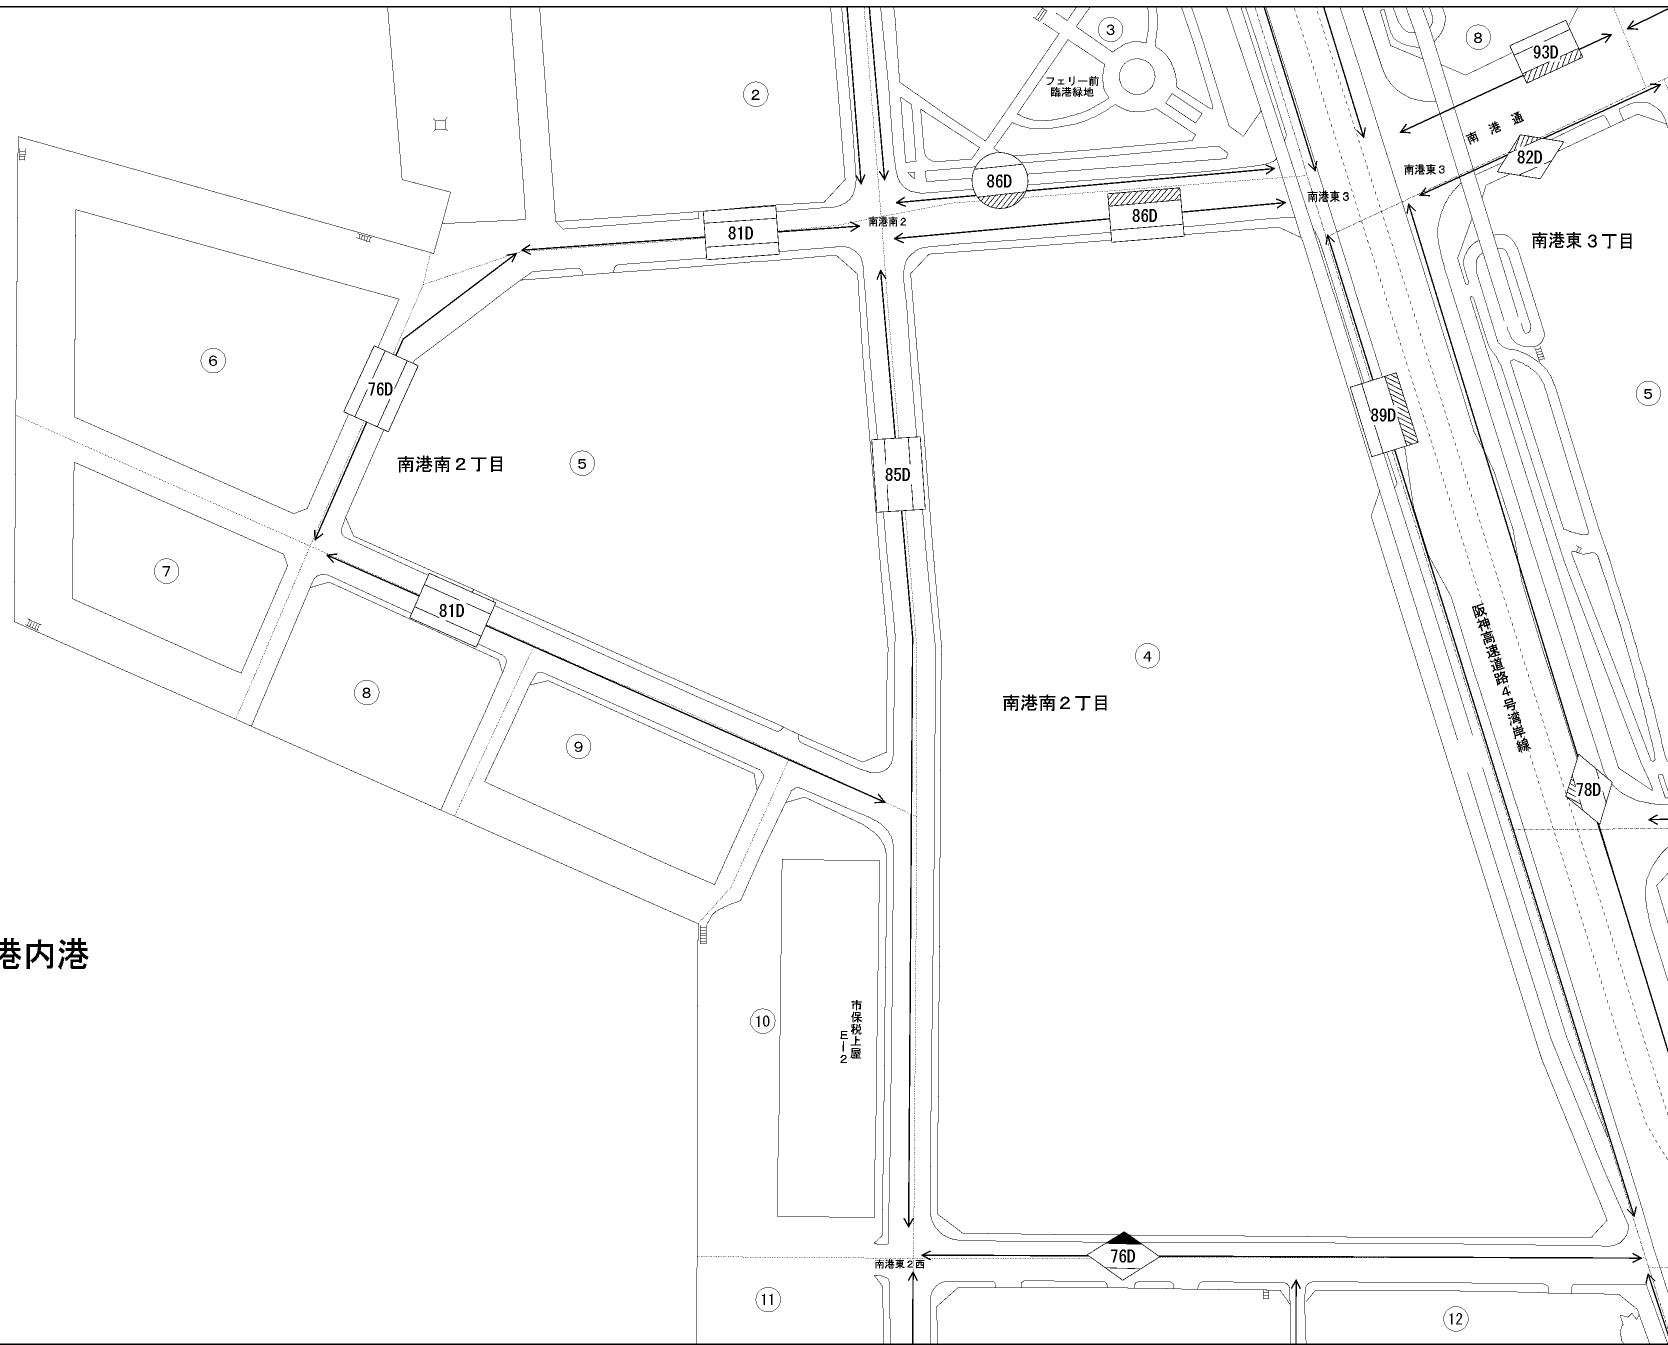 ③
⑧
93D
フェリー前
臨港緑地
②
南港通
82D
南港東3
86D
南港東3
86D
81D
南港南2
南港東3丁目
⑥
76D
⑤
89D
南港南2丁目
⑤
85D
⑦
81D
④
阪神高速道路4号湾岸線
⑧
南港南2丁目
⑨
78D
港内港
⑩
市保税上屋
E-2
76D
南港東2西
⑪
⑫